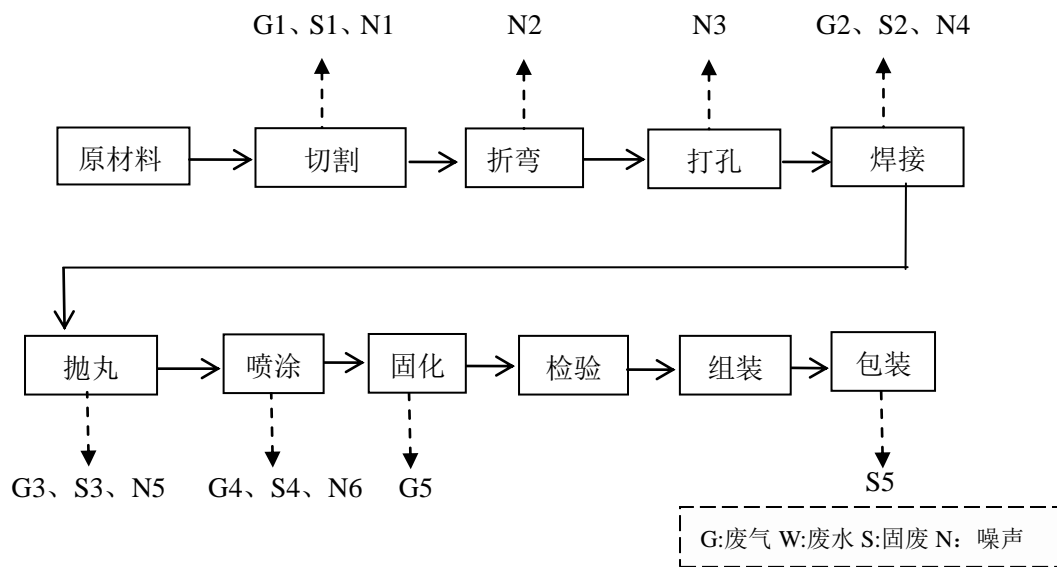 G1、S1、N1 N2 N3 G2、S2、N4
原材料 切割 折弯 打孔 焊接
抛丸 喷涂 固化 检验 组装 包装
G3、S3、N5 G4、S4、N6 G5 S5
G:废气 W:废水 S:固废 N：噪声